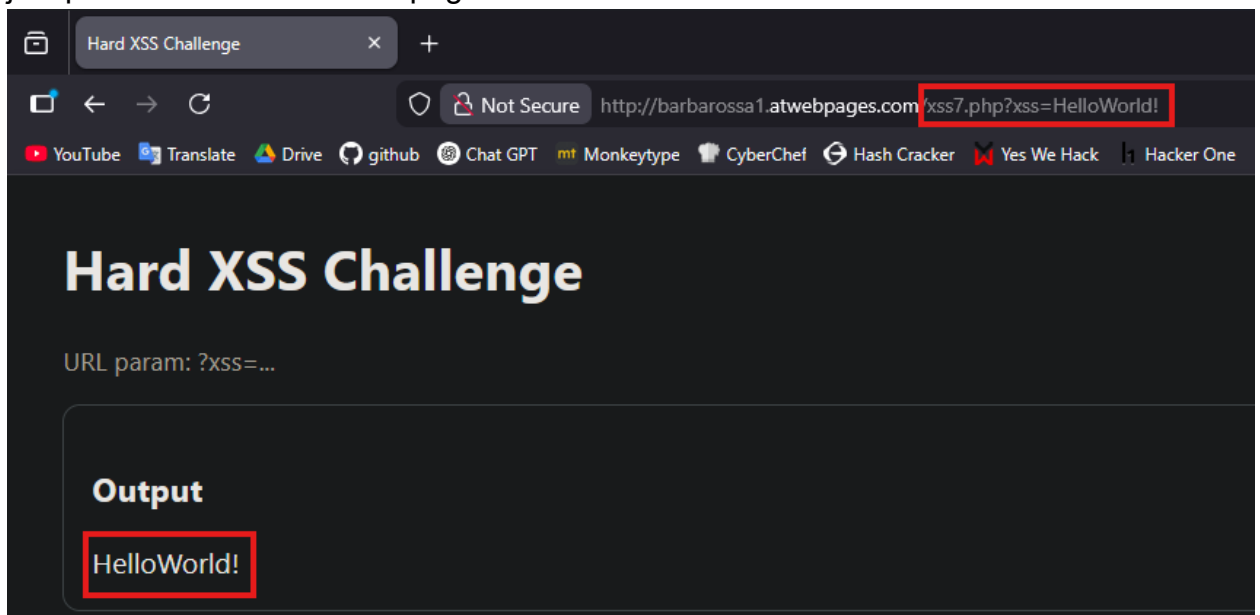 Hard XSS Challenge
Not Secure http://barbarossa1.atwebpages.com/xss7.php?xss=HelloWorld!
YouTube Translate Drive github Chat GPT mt Monkeytype CyberChef Hash Cracker Yes We Hack Hacker One
Hard XSS Challenge
URL param: ?xss=...
Output
HelloWorld!